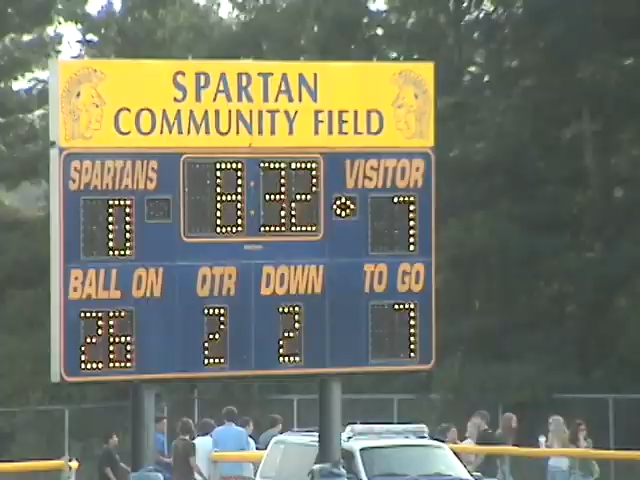 SPARTAN
COMMUNITY FIELD
SPARTANS 8:32 VISITOR
0 7
BALL ON QTR DOWN TO GO
26 2 2 7